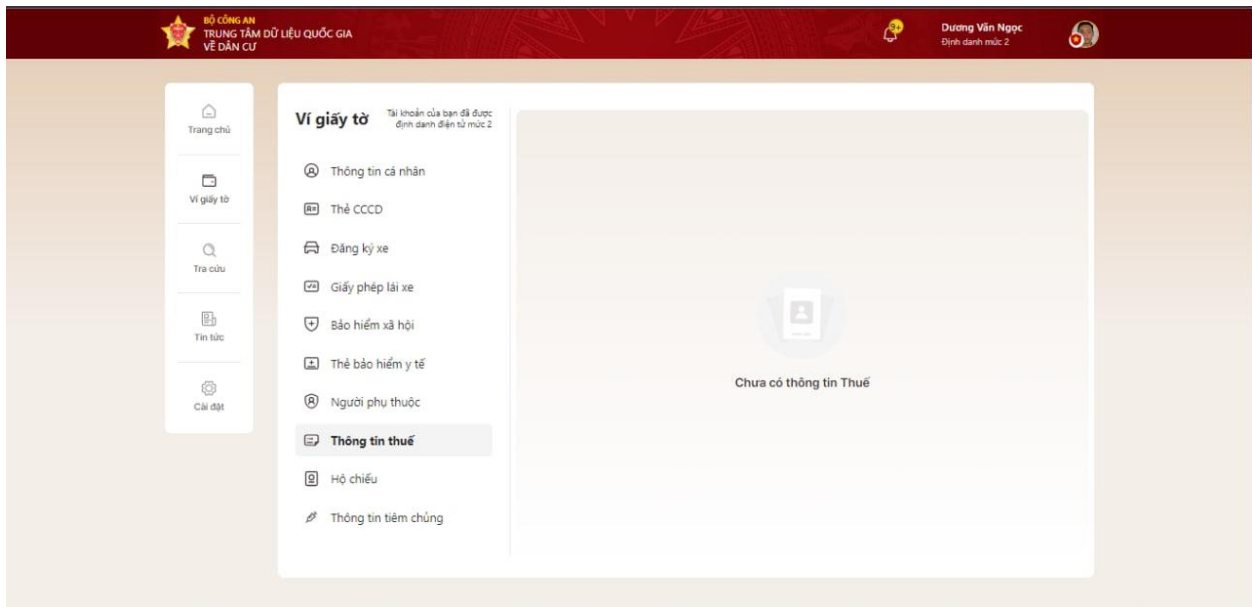 BỘ CÔNG AN
TRUNG TÂM DỮ LIỆU QUỐC GIA
VỀ DÂN CƯ
9+
Dương Văn Ngọc
Định danh mức 2
Trang chủ
Ví giấy tờ
Tra cứu
Tin tức
Cài đặt
Ví giấy tờ
Tài khoản của bạn đã được
định danh điện tử mức 2
Thông tin cá nhân
Thẻ CCCD
Đăng ký xe
Giấy phép lái xe
Bảo hiểm xã hội
Thẻ bảo hiểm y tế
Người phụ thuộc
Thông tin thuế
Hộ chiếu
Thông tin tiêm chủng
Chưa có thông tin Thuế